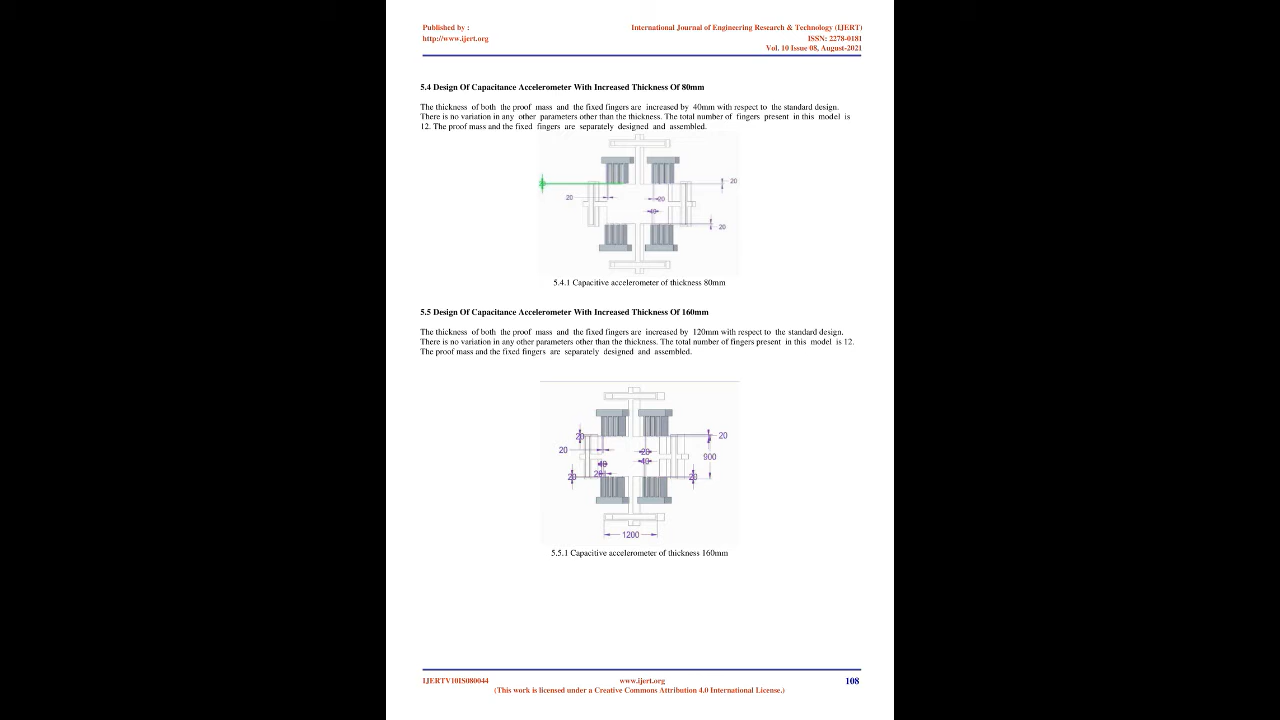 Published by :
International Journal of Engineering Research & Technology (IJERT)
http://www.ijert.org
ISSN: 2278-0181
Vol. 10 Issue 08, August-2021
5.4 Design Of Capacitance Accelerometer With Increased Thickness Of 80mm
The thickness of both the proof mass and the fixed fingers are increased by 40mm with respect to the standard design.
There is no variation in any other parameters other than the thickness. The total number of fingers present in this model is
12. The proof mass and the fixed fingers are separately designed and assembled.
20
20
20
40
20
5.4.1 Capacitive accelerometer of thickness 80mm
5.5 Design Of Capacitance Accelerometer With Increased Thickness Of 160mm
The thickness of both the proof mass and the fixed fingers are increased by 120mm with respect to the standard design.
There is no variation in any other parameters other than the thickness. The total number of fingers present in this model is 12.
The proof mass and the fixed fingers are separately designed and assembled.
20
20
20
20
900
40
40
20
20
20
1200
5.5.1 Capacitive accelerometer of thickness 160mm
IJERTV10IS080044
www.ijert.org
108
(This work is licensed under a Creative Commons Attribution 4.0 International License.)